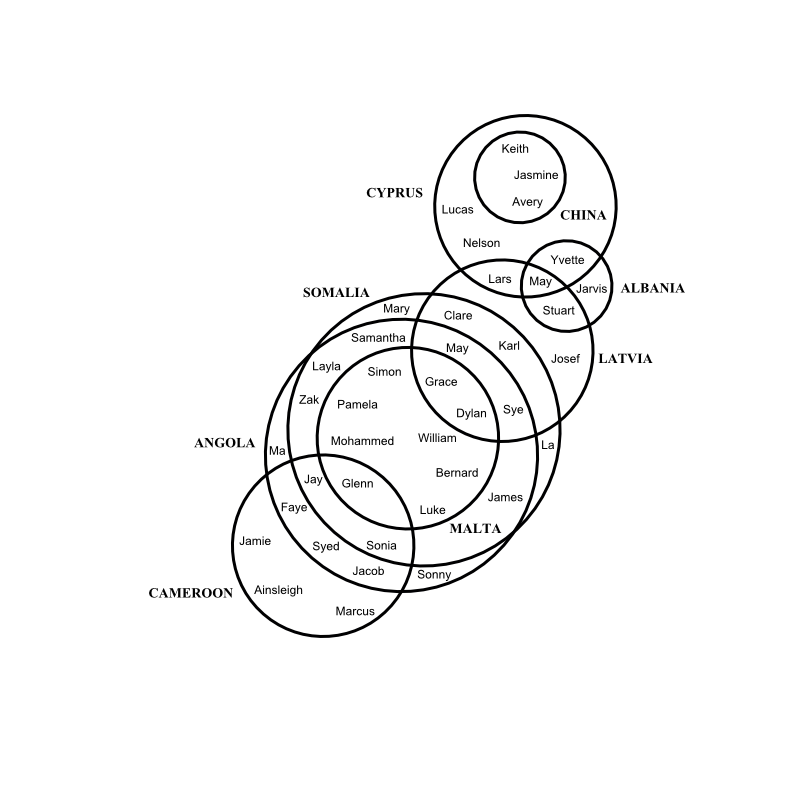 Keith
Jasmine
CYPRUS
Avery
Lucas
CHINA
Nelson
Yvette
Lars
May
Jarvis
ALBANIA
SOMALIA
Mary
Clare
Stuart
Samantha
May
Karl
Josef
LATVIA
Layla
Simon
Grace
Zak
Pamela
Dylan
Sye
ANGOLA
Ma
Mohammed
William
La
Jay
Glenn
Bernard
Faye
Luke
James
MALTA
Jamie
Syed
Sonia
Jacob
Sonny
CAMEROON
Ainsleigh
Marcus